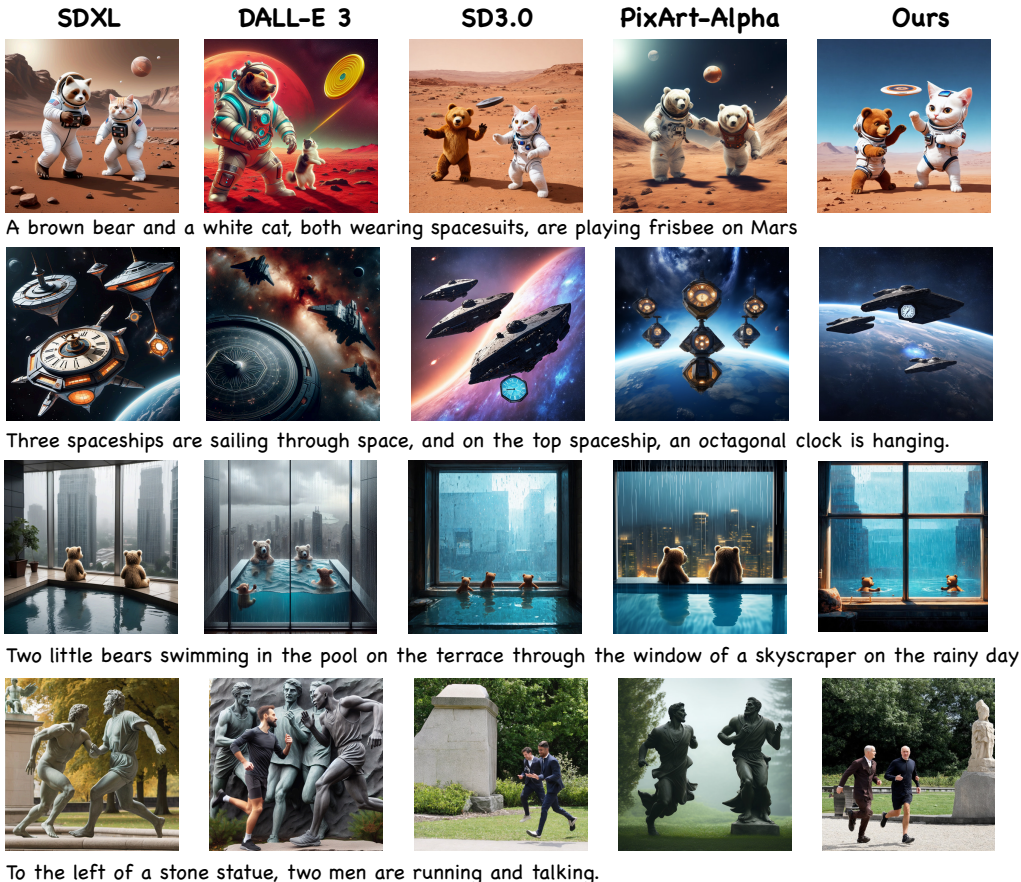 SDXL DALL-E 3 SD3.0 PixArt-Alpha Ours
A brown bear and a white cat, both wearing spacesuits, are playing frisbee on Mars
Three spaceships are sailing through space, and on the top spaceship, an octagonal clock is hanging.
Two little bears swimming in the pool on the terrace through the window of a skyscraper on the rainy day
To the left of a stone statue, two men are running and talking.